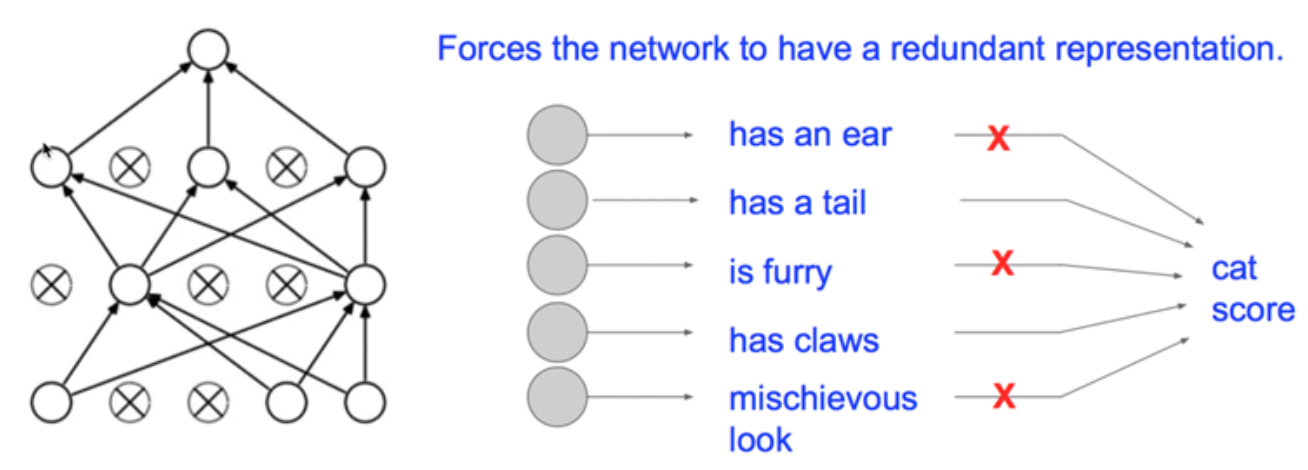 Forces the network to have a redundant representation.
has an ear
X
has a tail
is furry
X
has claws
mischievous
look
X
cat
score